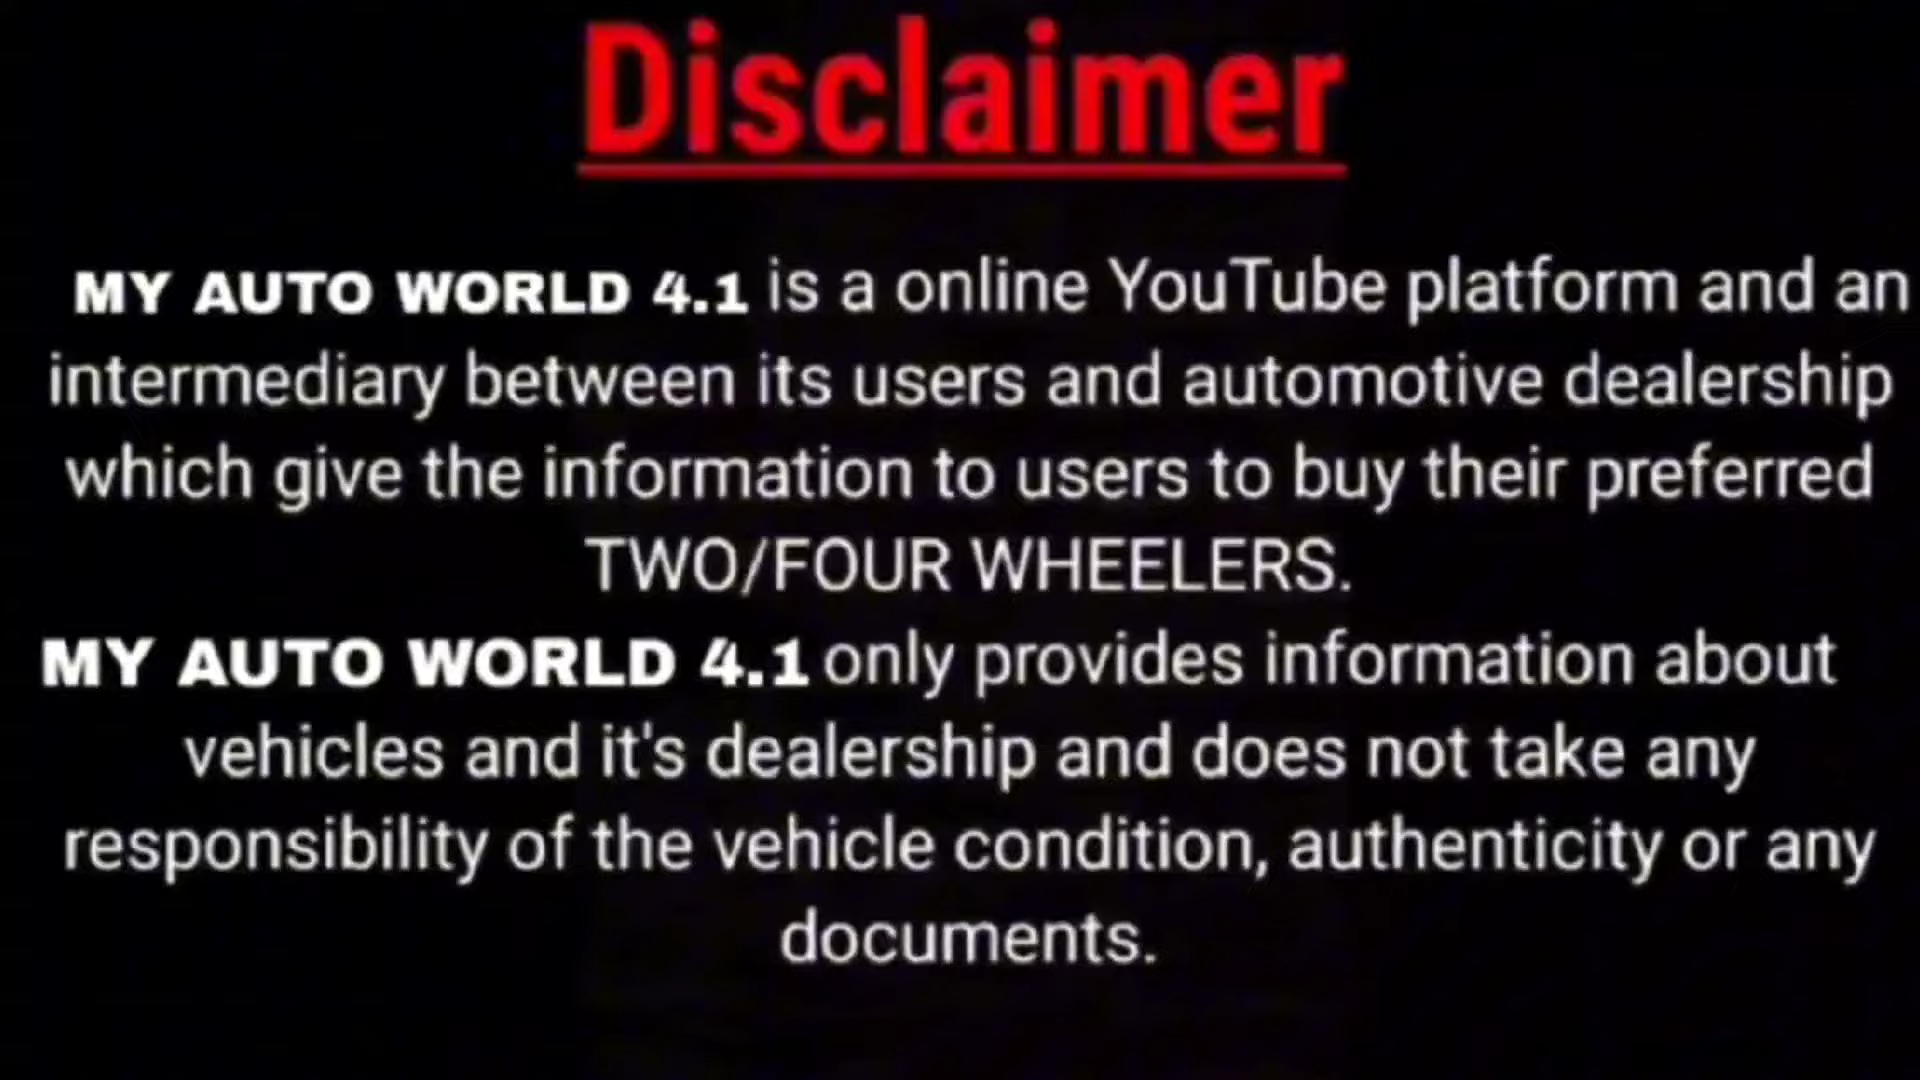 Disclaimer
MY AUTO WORLD 4.1 is a online YouTube platform and an
intermediary between its users and automotive dealership
which give the information to users to buy their preferred
TWO/FOUR WHEELERS.
MY AUTO WORLD 4.1 only provides information about
vehicles and it's dealership and does not take any
responsibility of the vehicle condition, authenticity or any
documents.